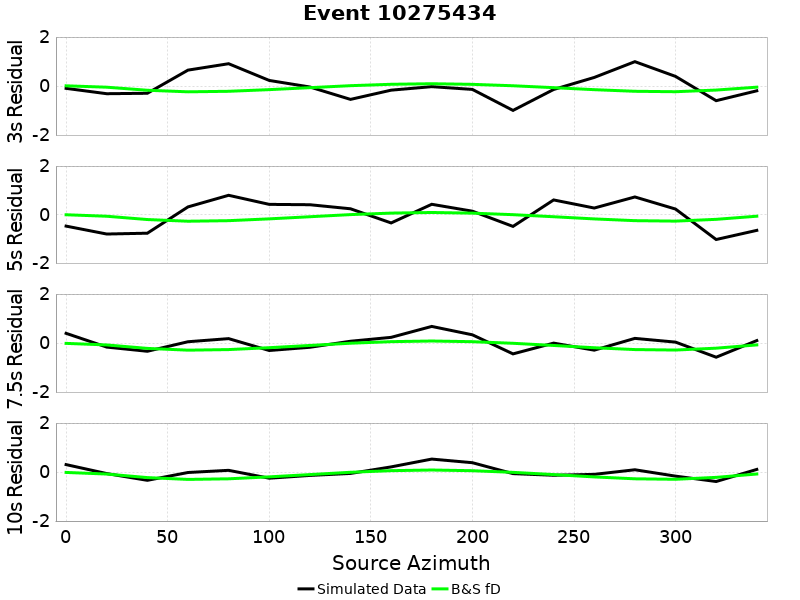 Event 10275434
3s Residual
2
0
-2
5s Residual
2
0
-2
7.5s Residual
2
0
-2
10s Residual
2
0
-2
0 50 100 150 200 250 300
Source Azimuth
Simulated Data B&S fD